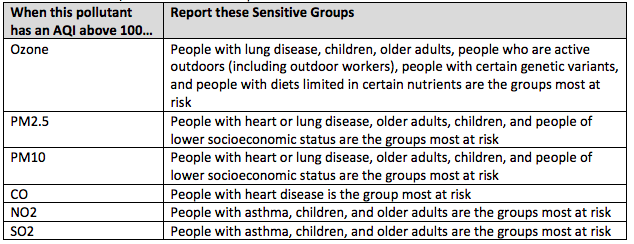 When this pollutant
has an AQI above 100…
Report these Sensitive Groups
Ozone
People with lung disease, children, older adults, people who are active
outdoors (including outdoor workers), people with certain genetic variants,
and people with diets limited in certain nutrients are the groups most at
risk
PM2.5
People with heart or lung disease, older adults, children, and people of
lower socioeconomic status are the groups most at risk
PM10
People with heart or lung disease, older adults, children, and people of
lower socioeconomic status are the groups most at risk
CO
People with heart disease is the group most at risk
NO2
People with asthma, children, and older adults are the groups most at risk
SO2
People with asthma, children, and older adults are the groups most at risk